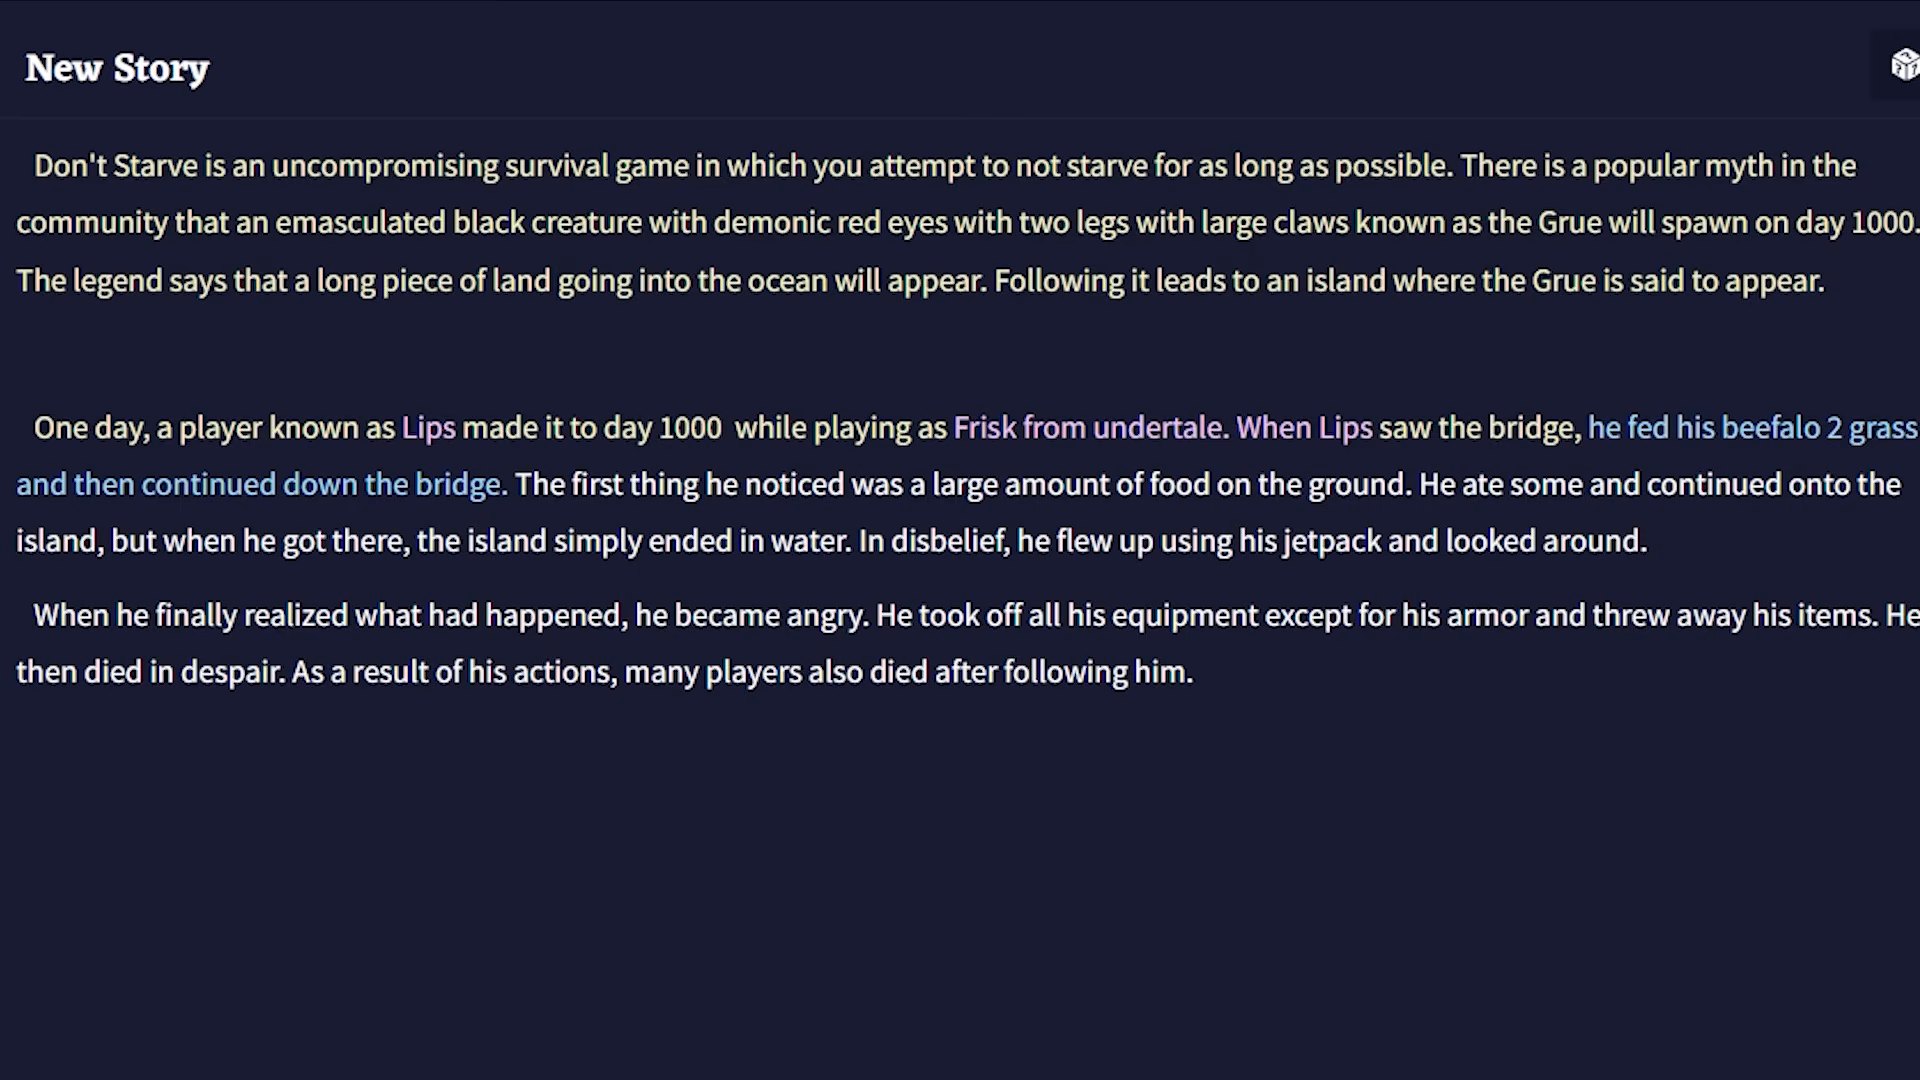 New Story
Don't Starve is an uncompromising survival game in which you attempt to not starve for as long as possible. There is a popular myth in the
community that an emasculated black creature with demonic red eyes with two legs with large claws known as the Grue will spawn on day 1000.
The legend says that a long piece of land going into the ocean will appear. Following it leads to an island where the Grue is said to appear.
One day, a player known as Lips made it to day 1000  while playing as Frisk from undertale. When Lips saw the bridge, he fed his beefalo 2 grass
and then continued down the bridge. The first thing he noticed was a large amount of food on the ground. He ate some and continued onto the
island, but when he got there, the island simply ended in water. In disbelief, he flew up using his jetpack and looked around.
When he finally realized what had happened, he became angry. He took off all his equipment except for his armor and threw away his items. He
then died in despair. As a result of his actions, many players also died after following him.